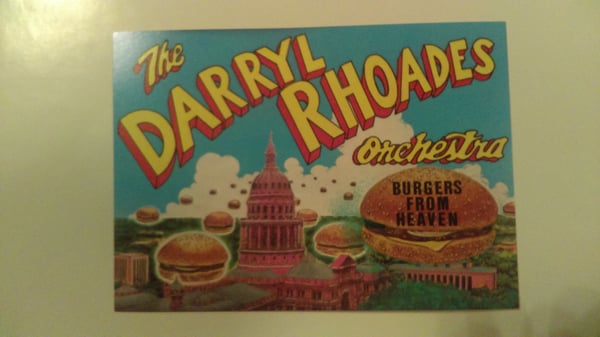 The
DARRYL
RHOADES
Orchestra
BURGERS
FROM
HEAVEN